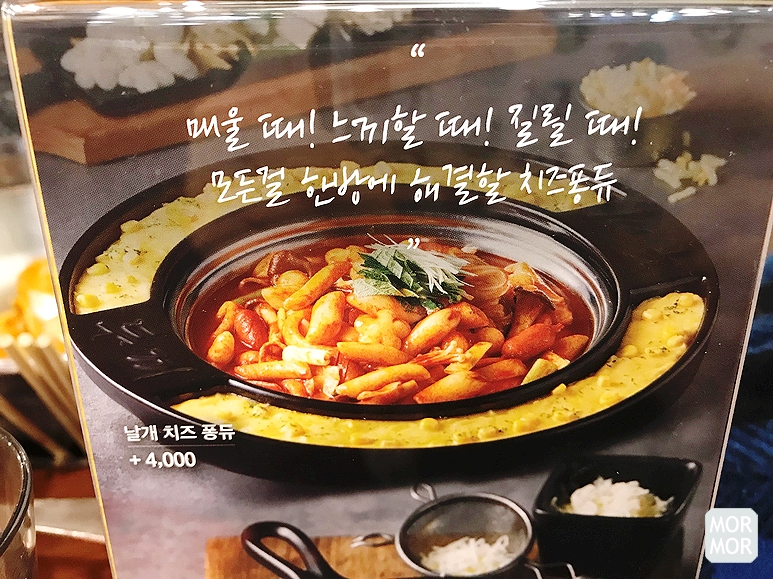 “
매울 때! 느끼할 때! 질릴 때!
모든걸 한방에 해결할 치즈퐁듀
”
날개 치즈 퐁듀
+ 4,000
MOR
MOR